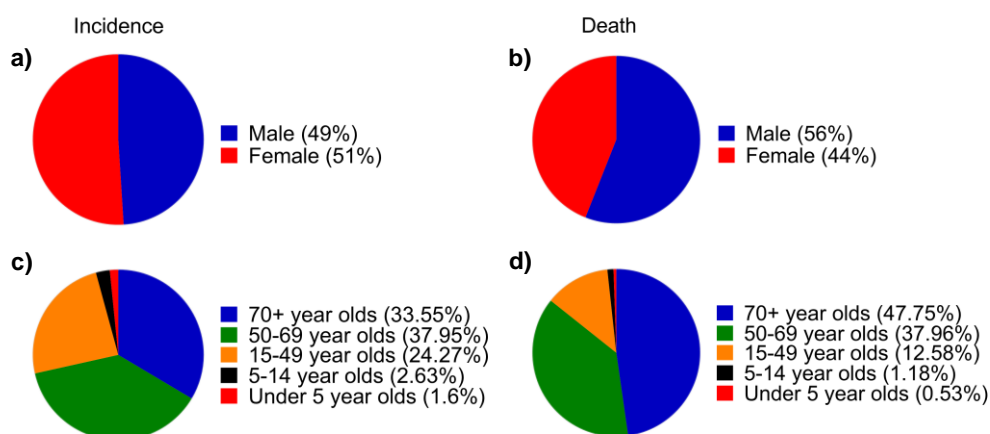 Incidence
a)
Male (49%)
Female (51%)
Death
b)
Male (56%)
Female (44%)
c)
70+ year olds (33.55%)
50-69 year olds (37.95%)
15-49 year olds (24.27%)
5-14 year olds (2.63%)
Under 5 year olds (1.6%)
d)
70+ year olds (47.75%)
50-69 year olds (37.96%)
15-49 year olds (12.58%)
5-14 year olds (1.18%)
Under 5 year olds (0.53%)